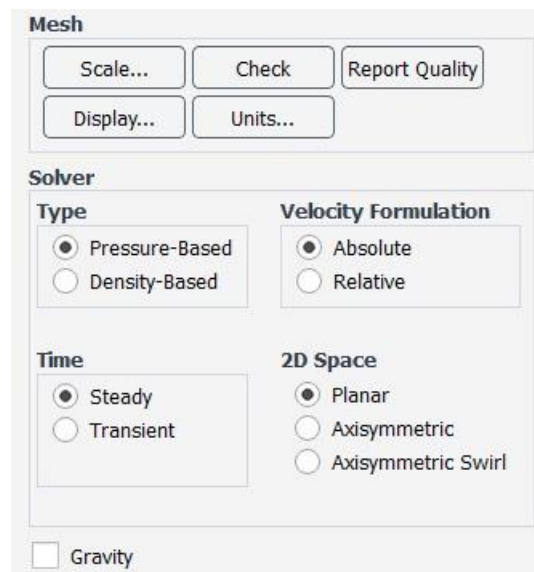 Mesh
Scale... Check Report Quality
Display... Units...
Solver
Type Velocity Formulation
Pressure-Based Absolute
Density-Based Relative
Time 2D Space
Steady Planar
Transient Axisymmetric
Axisymmetric Swirl
Gravity